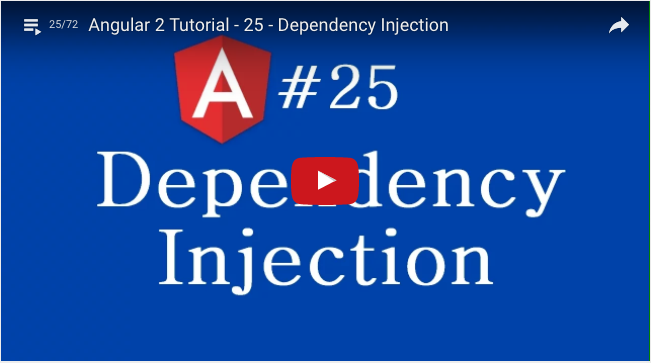 25/72 Angular 2 Tutorial - 25 - Dependency Injection
A #25
Dependency
Injection